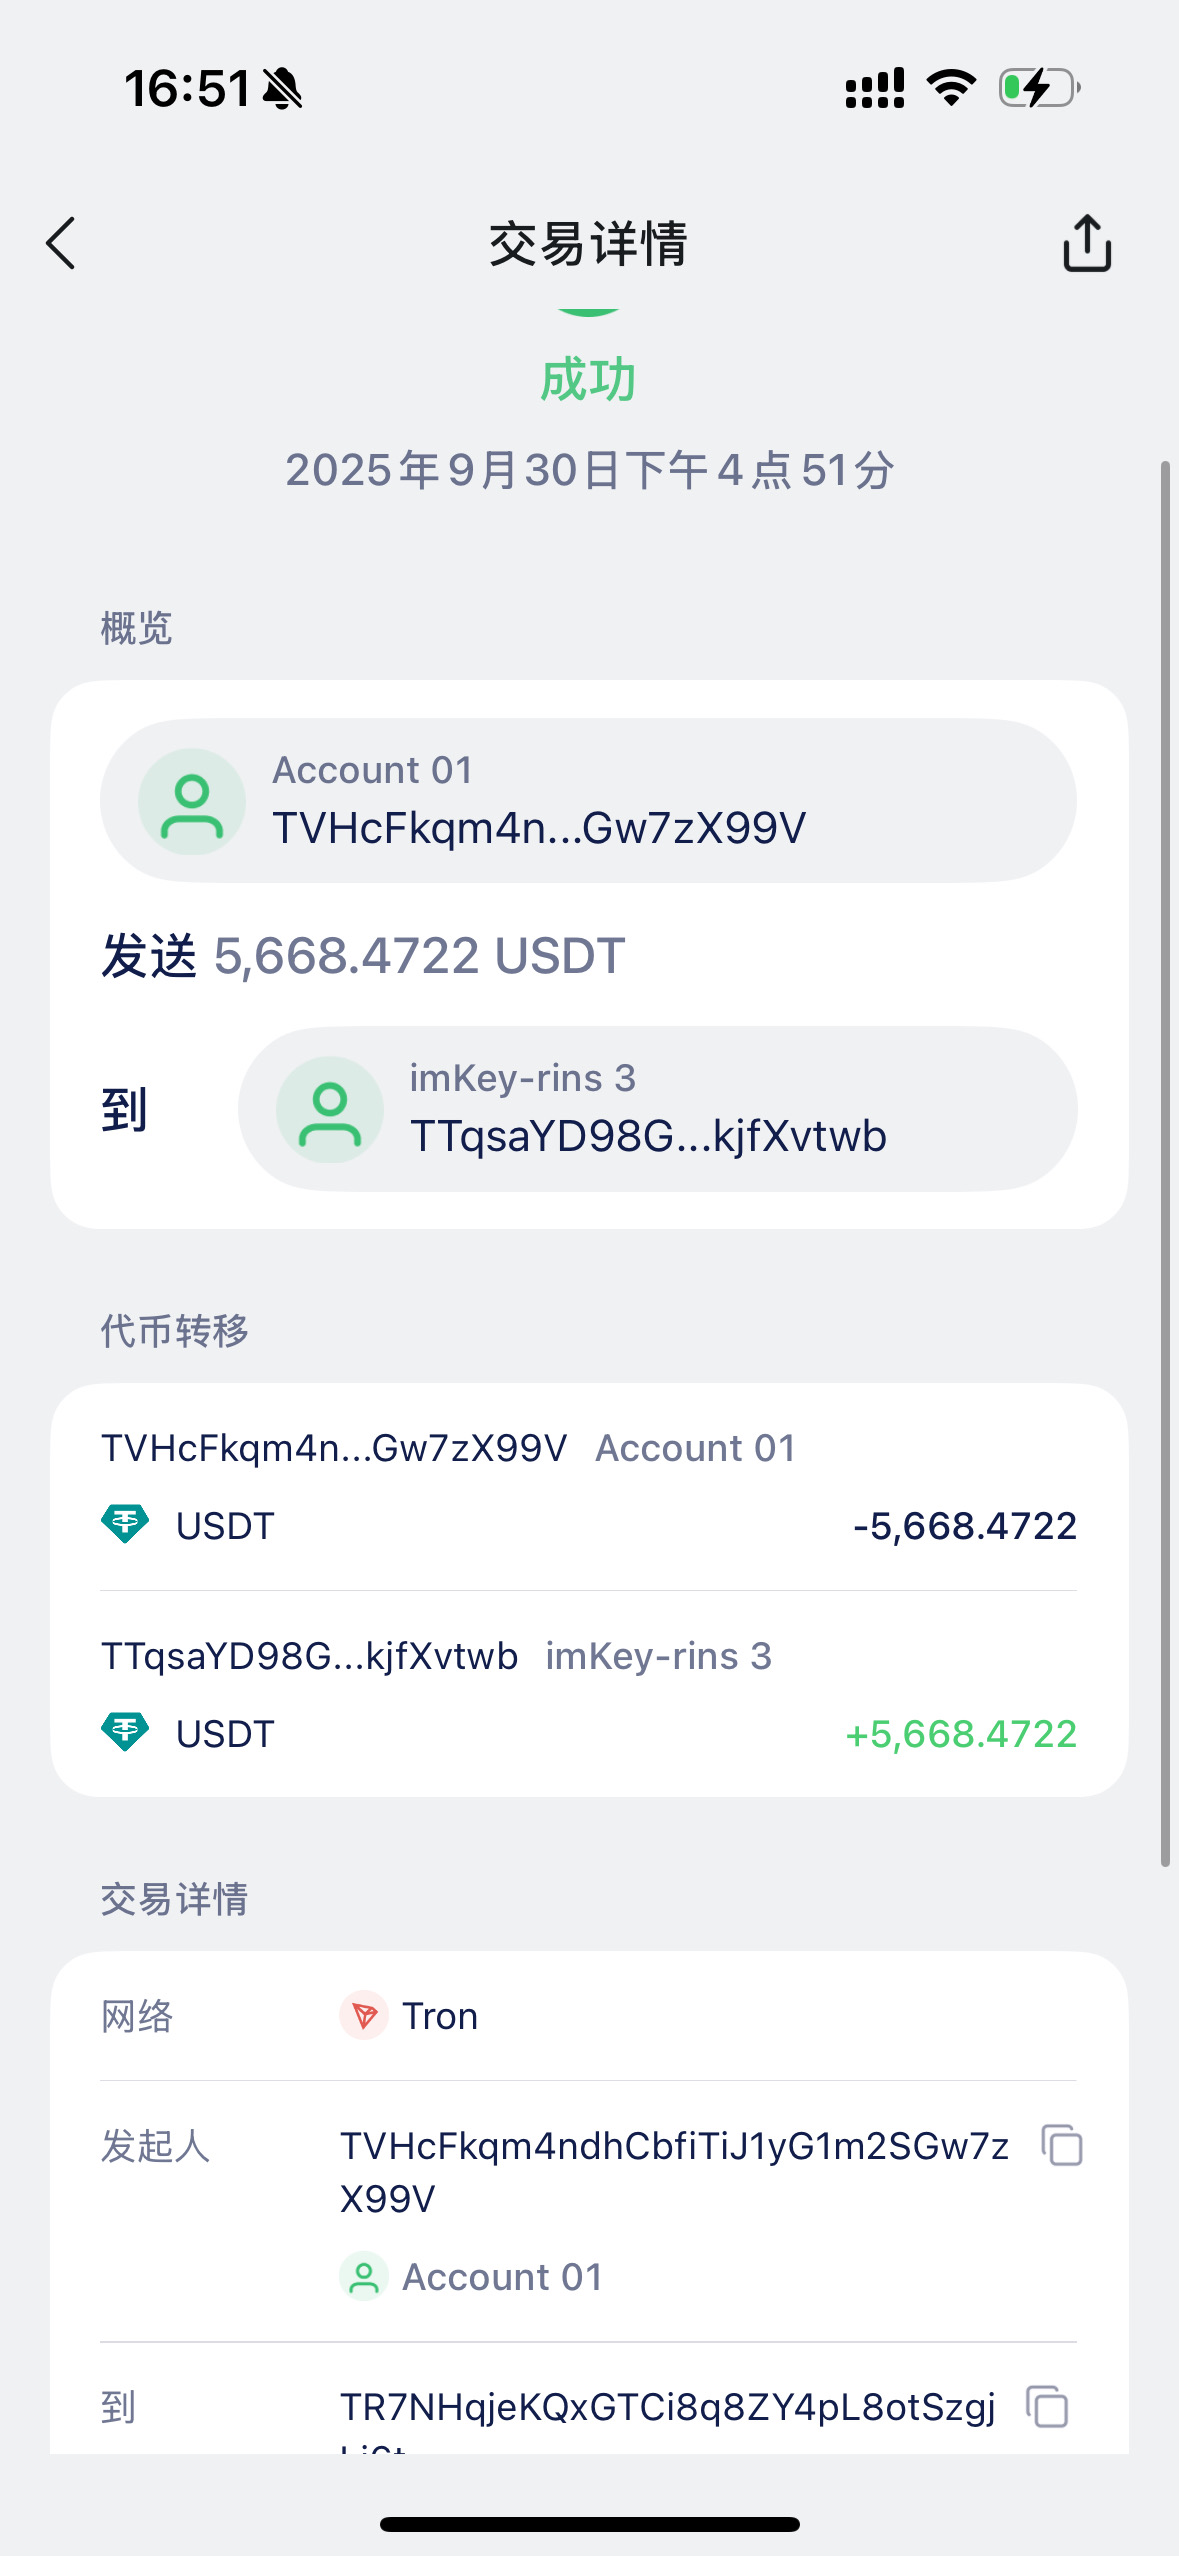 16:51
交易详情
成功
2025年9月30日下午4点51分
概览
Account 01
TVHcFkqm4n...Gw7zX99V
发送 5,668.4722 USDT
到
imKey-rins 3
TTqsaYD98G...kjfXvtwb
代币转移
TVHcFkqm4n...Gw7zX99V Account 01
USDT -5,668.4722
TTqsaYD98G...kjfXvtwb imKey-rins 3
USDT +5,668.4722
交易详情
网络 Tron
发起人 TVHcFkqm4ndhCbfiTiJ1yG1m2SGw7z
X99V
Account 01
到 TR7NHqjeKQxGTCi8q8ZY4pL8otSzgj